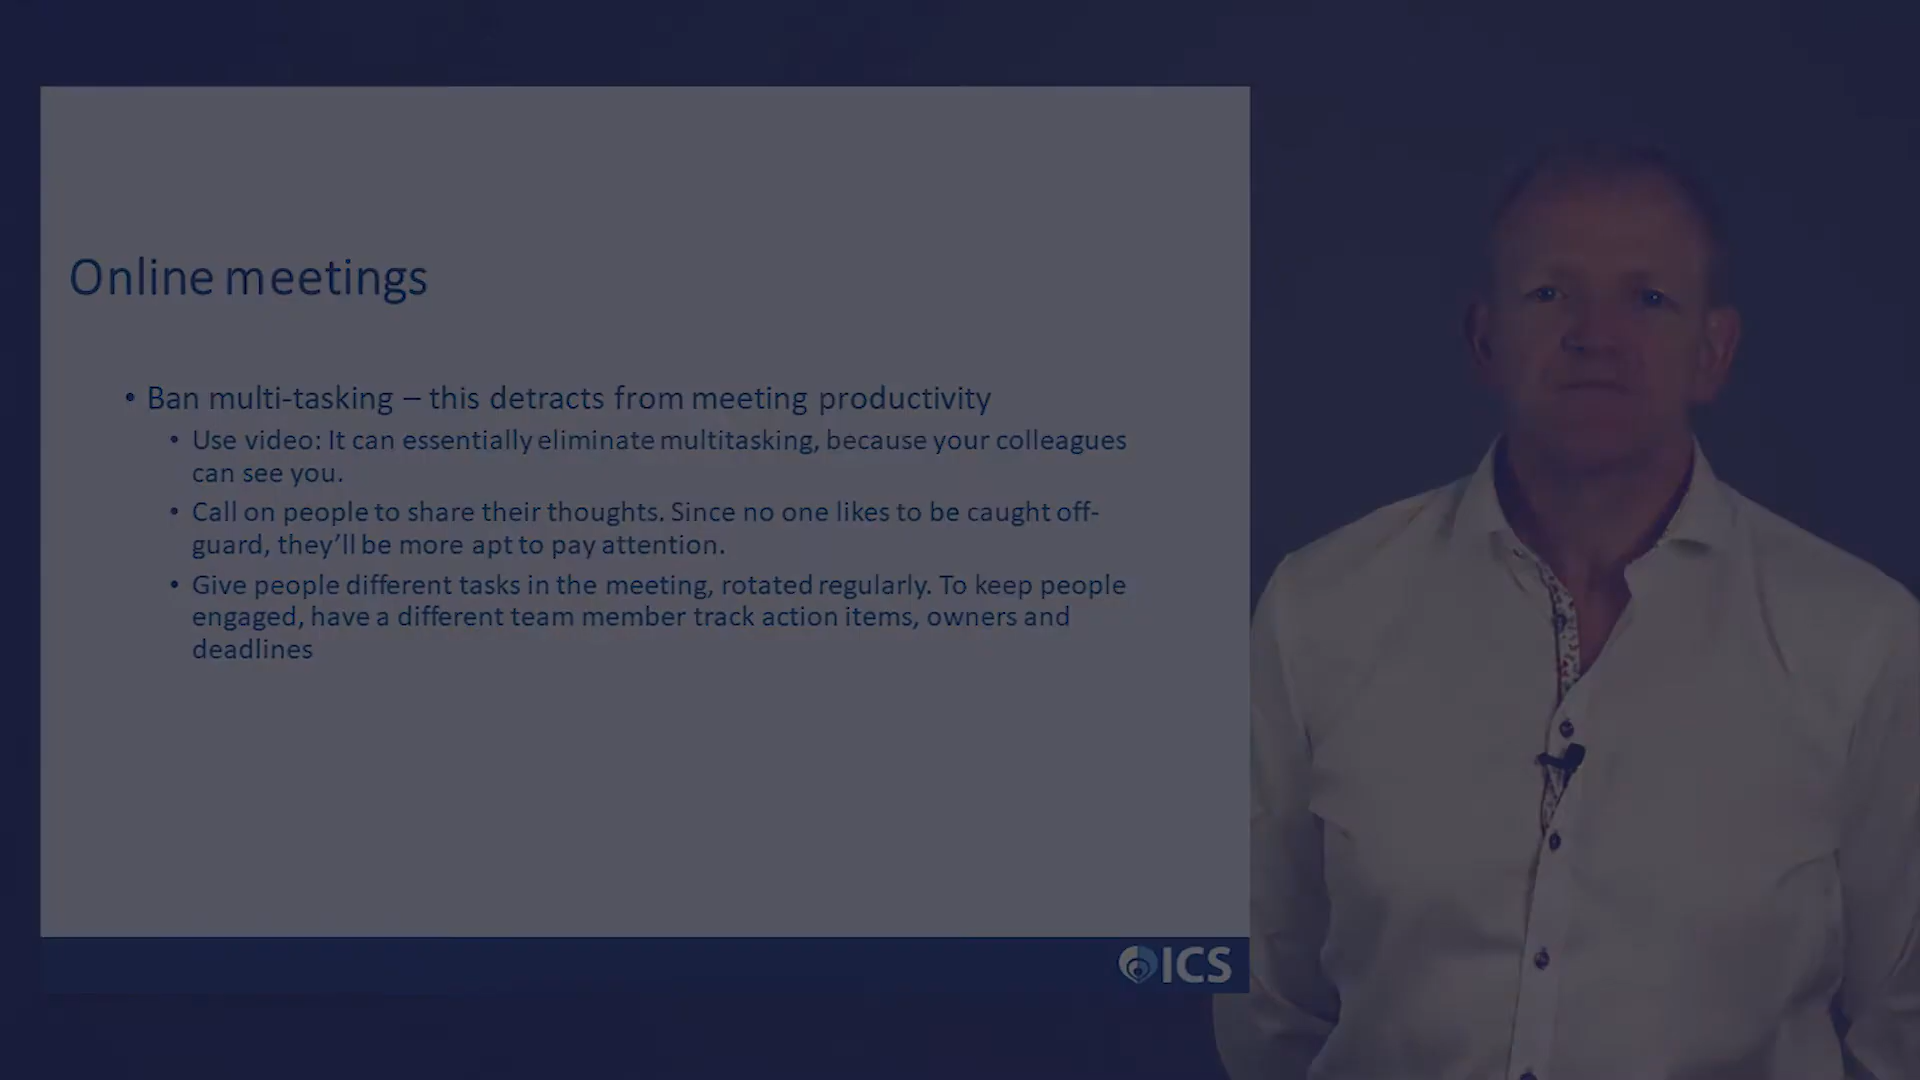 Online meetings
• Ban multi-tasking – this detracts from meeting productivity
• Use video: It can essentially eliminate multitasking, because your colleagues
can see you.
• Call on people to share their thoughts. Since no one likes to be caught off-
guard, they’ll be more apt to pay attention.
• Give people different tasks in the meeting, rotated regularly. To keep people
engaged, have a different team member track action items, owners and
deadlines
ICS